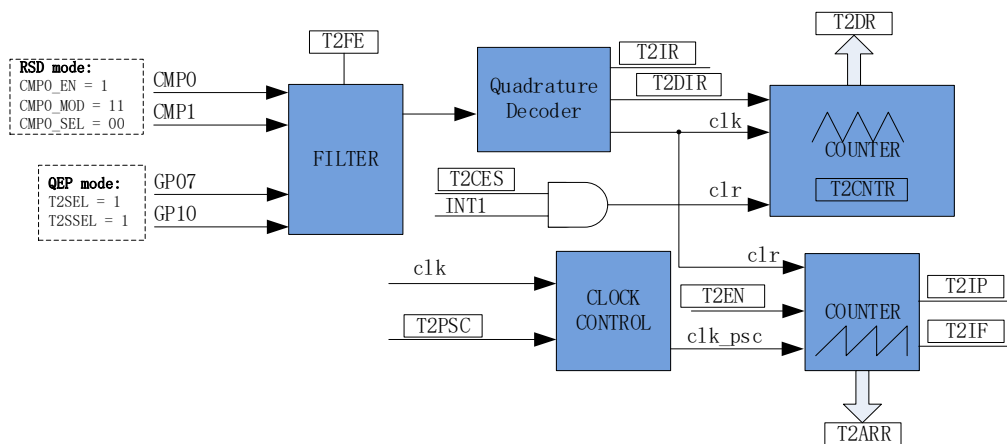 RSD mode:
CMP0_EN = 1
CMP0_MOD = 11
CMP0_SEL = 00
CMP0
CMP1
QEP mode:
T2SEL = 1
T2SSEL = 1
GP07
GP10
T2FE
FILTER
Quadrature
Decoder
T2IR
T2DIR
clk
T2DR
COUNTER
T2CNTR
T2CES
INT1
clr
clk
T2PSC
CLOCK
CONTROL
clr
T2EN
clk_psc
COUNTER
T2IP
T2IF
T2ARR